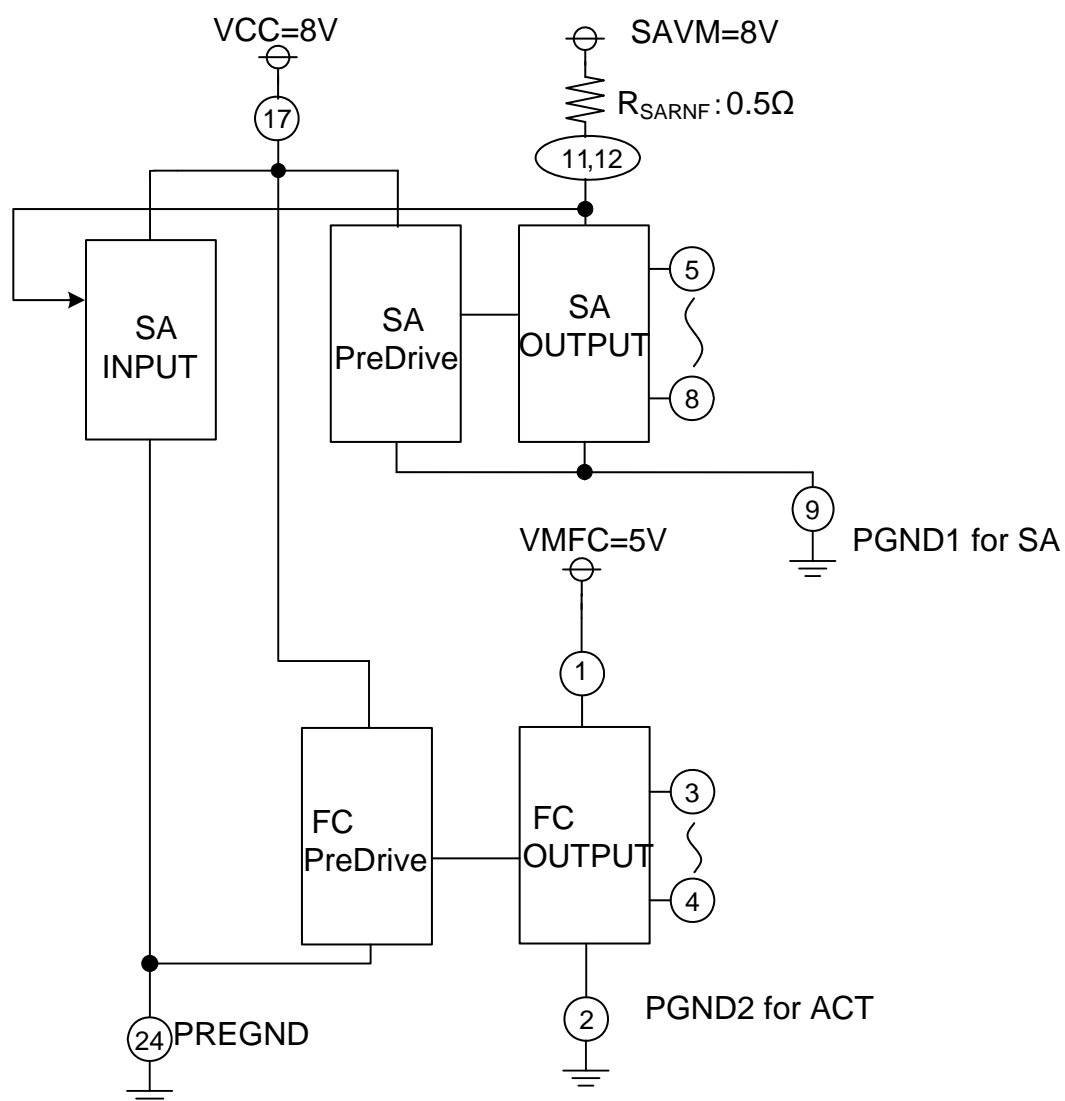 VCC=8V
SAVM=8V
17
RSARNF : 0.5Ω
11,12
SA
INPUT
SA
PreDrive
SA
OUTPUT
5
8
9
PGND1 for SA
VMFC=5V
1
FC
PreDrive
FC
OUTPUT
3
4
24
PREGND
2
PGND2 for ACT